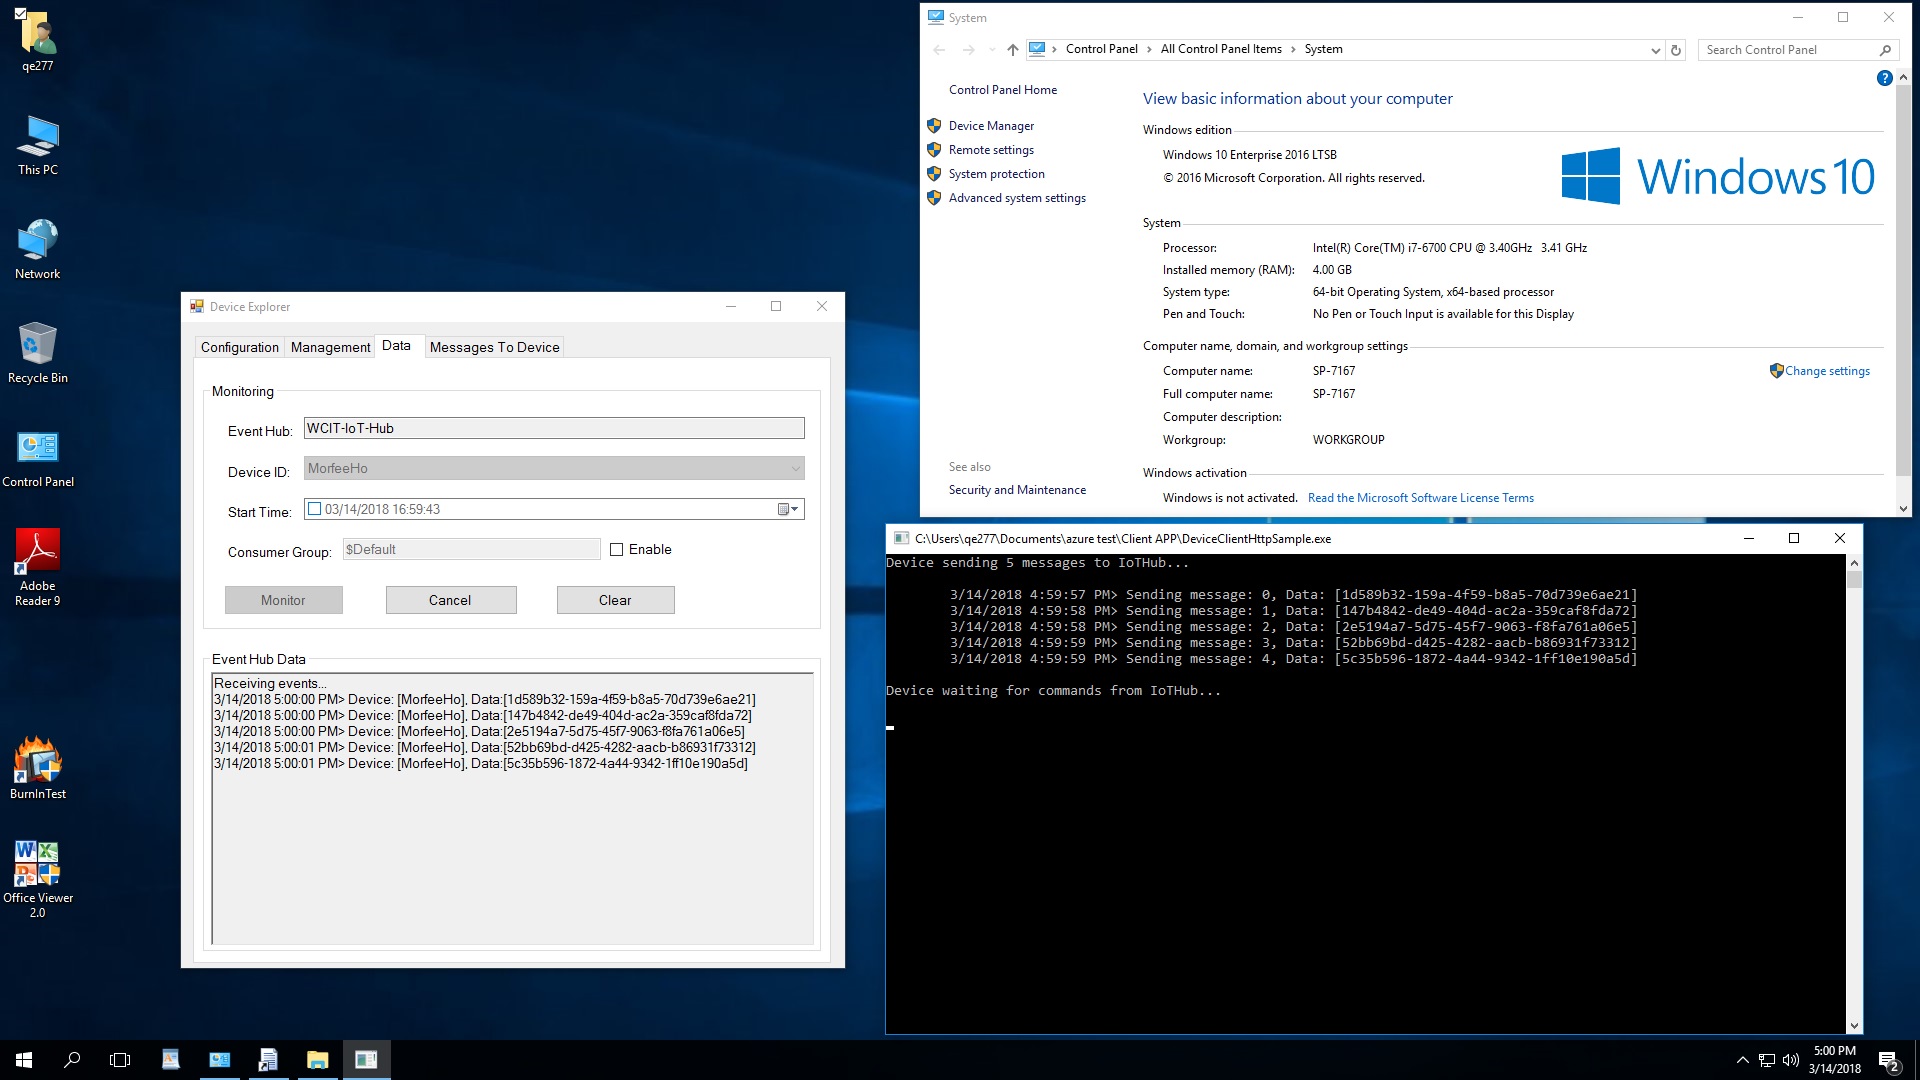 qe277
This PC
Network
Recycle Bin
Control Panel
Adobe
Reader 9
BurnInTest
Office Viewer
2.0
Device Explorer
Configuration
Management
Data
Messages To Device
Monitoring
Event Hub:
WCIT-IoT-Hub
Device ID:
MorfeeHo
Start Time:
03/14/2018 16:59:43
Consumer Group:
$Default
Enable
Monitor
Cancel
Clear
Event Hub Data
Receiving events...
3/14/2018 5:00:00 PM> Device: [MorfeeHo], Data:[1d589b32-159a-4f59-b8a5-70d739e6ae21]
3/14/2018 5:00:00 PM> Device: [MorfeeHo], Data:[147b4842-de49-404d-ac2a-359caf8fda72]
3/14/2018 5:00:00 PM> Device: [MorfeeHo], Data:[2e5194a7-5d75-45f7-9063-f8fa761a06e5]
3/14/2018 5:00:01 PM> Device: [MorfeeHo], Data:[52bb69bd-d425-4282-aacb-b86931f73312]
3/14/2018 5:00:01 PM> Device: [MorfeeHo], Data:[5c35b596-1872-4a44-9342-1ff10e190a5d]
System
Control Panel > All Control Panel Items > System
Search Control Panel
Control Panel Home
Device Manager
Remote settings
System protection
Advanced system settings
See also
Security and Maintenance
View basic information about your computer
Windows edition
Windows 10 Enterprise 2016 LTSB
© 2016 Microsoft Corporation. All rights reserved.
Windows 10
System
Processor: Intel(R) Core(TM) i7-6700 CPU @ 3.40GHz 3.41 GHz
Installed memory (RAM): 4.00 GB
System type: 64-bit Operating System, x64-based processor
Pen and Touch: No Pen or Touch Input is available for this Display
Computer name, domain, and workgroup settings
Computer name: SP-7167
Change settings
Full computer name: SP-7167
Computer description:
Workgroup: WORKGROUP
Windows activation
Windows is not activated. Read the Microsoft Software License Terms
C:\Users\qe277\Documents\azure test\Client APP\DeviceClientHttpSample.exe
Device sending 5 messages to IoTHub...
3/14/2018 4:59:57 PM> Sending message: 0, Data: [1d589b32-159a-4f59-b8a5-70d739e6ae21]
3/14/2018 4:59:58 PM> Sending message: 1, Data: [147b4842-de49-404d-ac2a-359caf8fda72]
3/14/2018 4:59:58 PM> Sending message: 2, Data: [2e5194a7-5d75-45f7-9063-f8fa761a06e5]
3/14/2018 4:59:59 PM> Sending message: 3, Data: [52bb69bd-d425-4282-aacb-b86931f73312]
3/14/2018 4:59:59 PM> Sending message: 4, Data: [5c35b596-1872-4a44-9342-1ff10e190a5d]
Device waiting for commands from IoTHub...
5:00 PM
3/14/2018
2